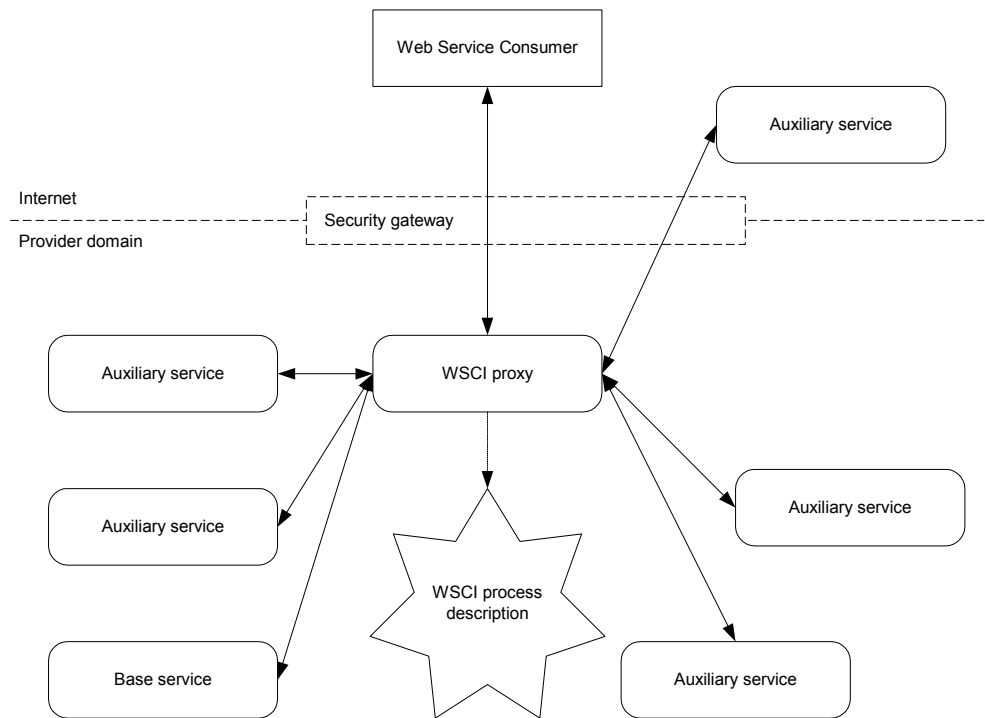 Web Service Consumer
Auxiliary service
Internet
Security gateway
Provider domain
Auxiliary service
WSCI proxy
Auxiliary service
Auxiliary service
WSCI process
description
Base service
Auxiliary service